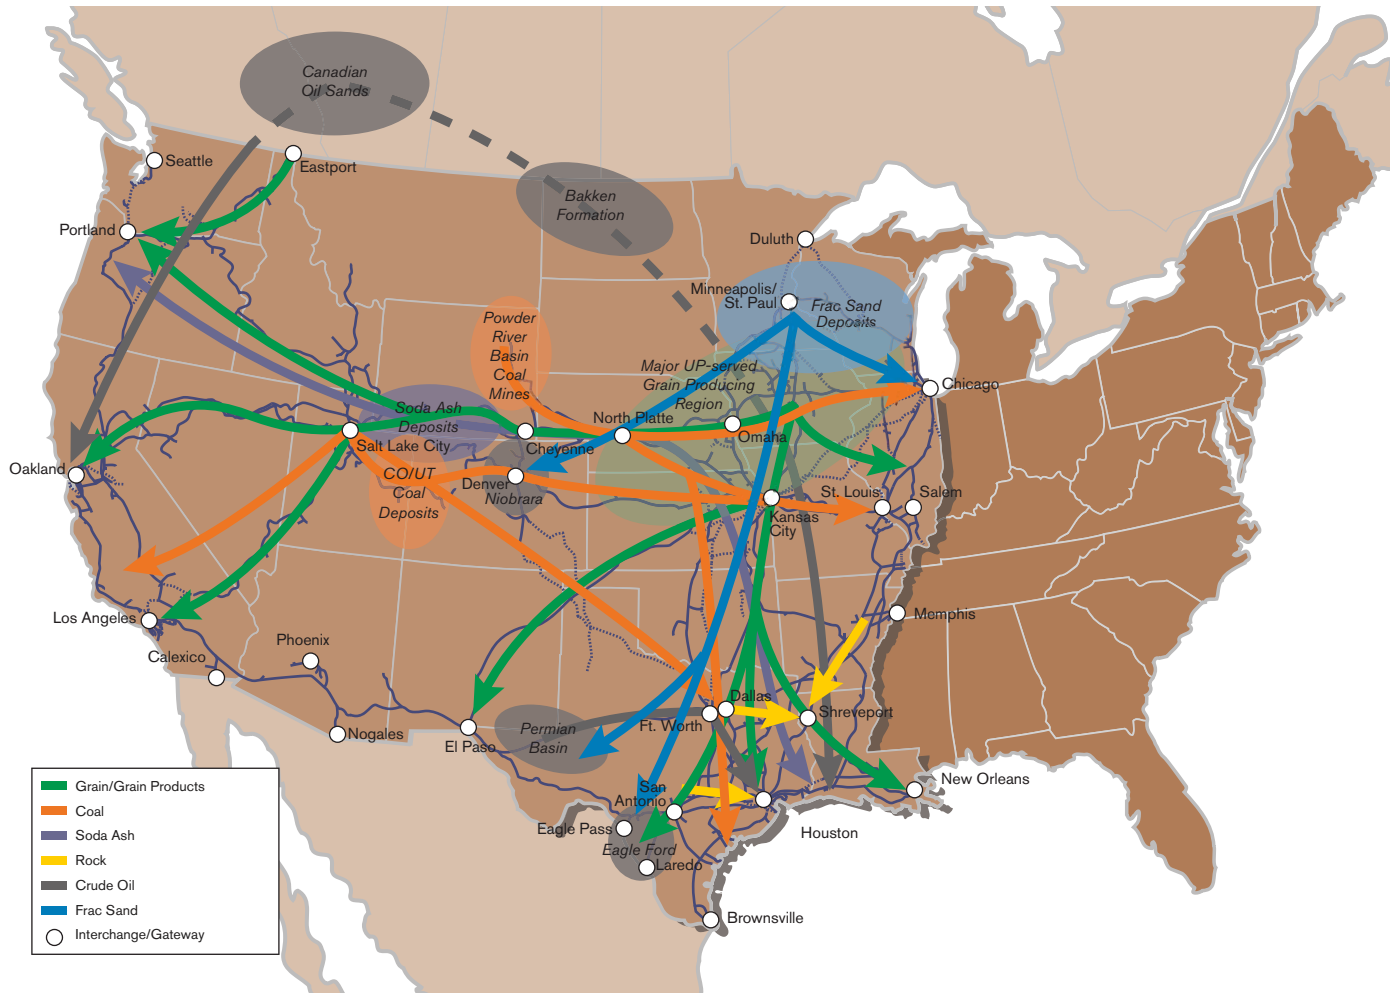 Canadian
Oil Sands
Seattle
Eastport
Bakken
Formation
Portland
Duluth
Minneapolis/
St. Paul
Frac Sand
Deposits
Powder
River
Basin
Coal
Mines
Major UP-served
Grain Producing
Region
Chicago
Soda Ash
Deposits
North Platte
Omaha
Salt Lake City
Cheyenne
Oakland
CO/UT
Coal
Deposits
Denver
Niobrara
St. Louis
Salem
Kansas
City
Los Angeles
Memphis
Phoenix
Calexico
Dallas
Shreveport
Ft. Worth
Permian
Basin
Nogales
El Paso
New Orleans
San
Antonio
Eagle Pass
Houston
Eagle Ford
Laredo
Brownsville
Grain/Grain Products
Coal
Soda Ash
Rock
Crude Oil
Frac Sand
Interchange/Gateway